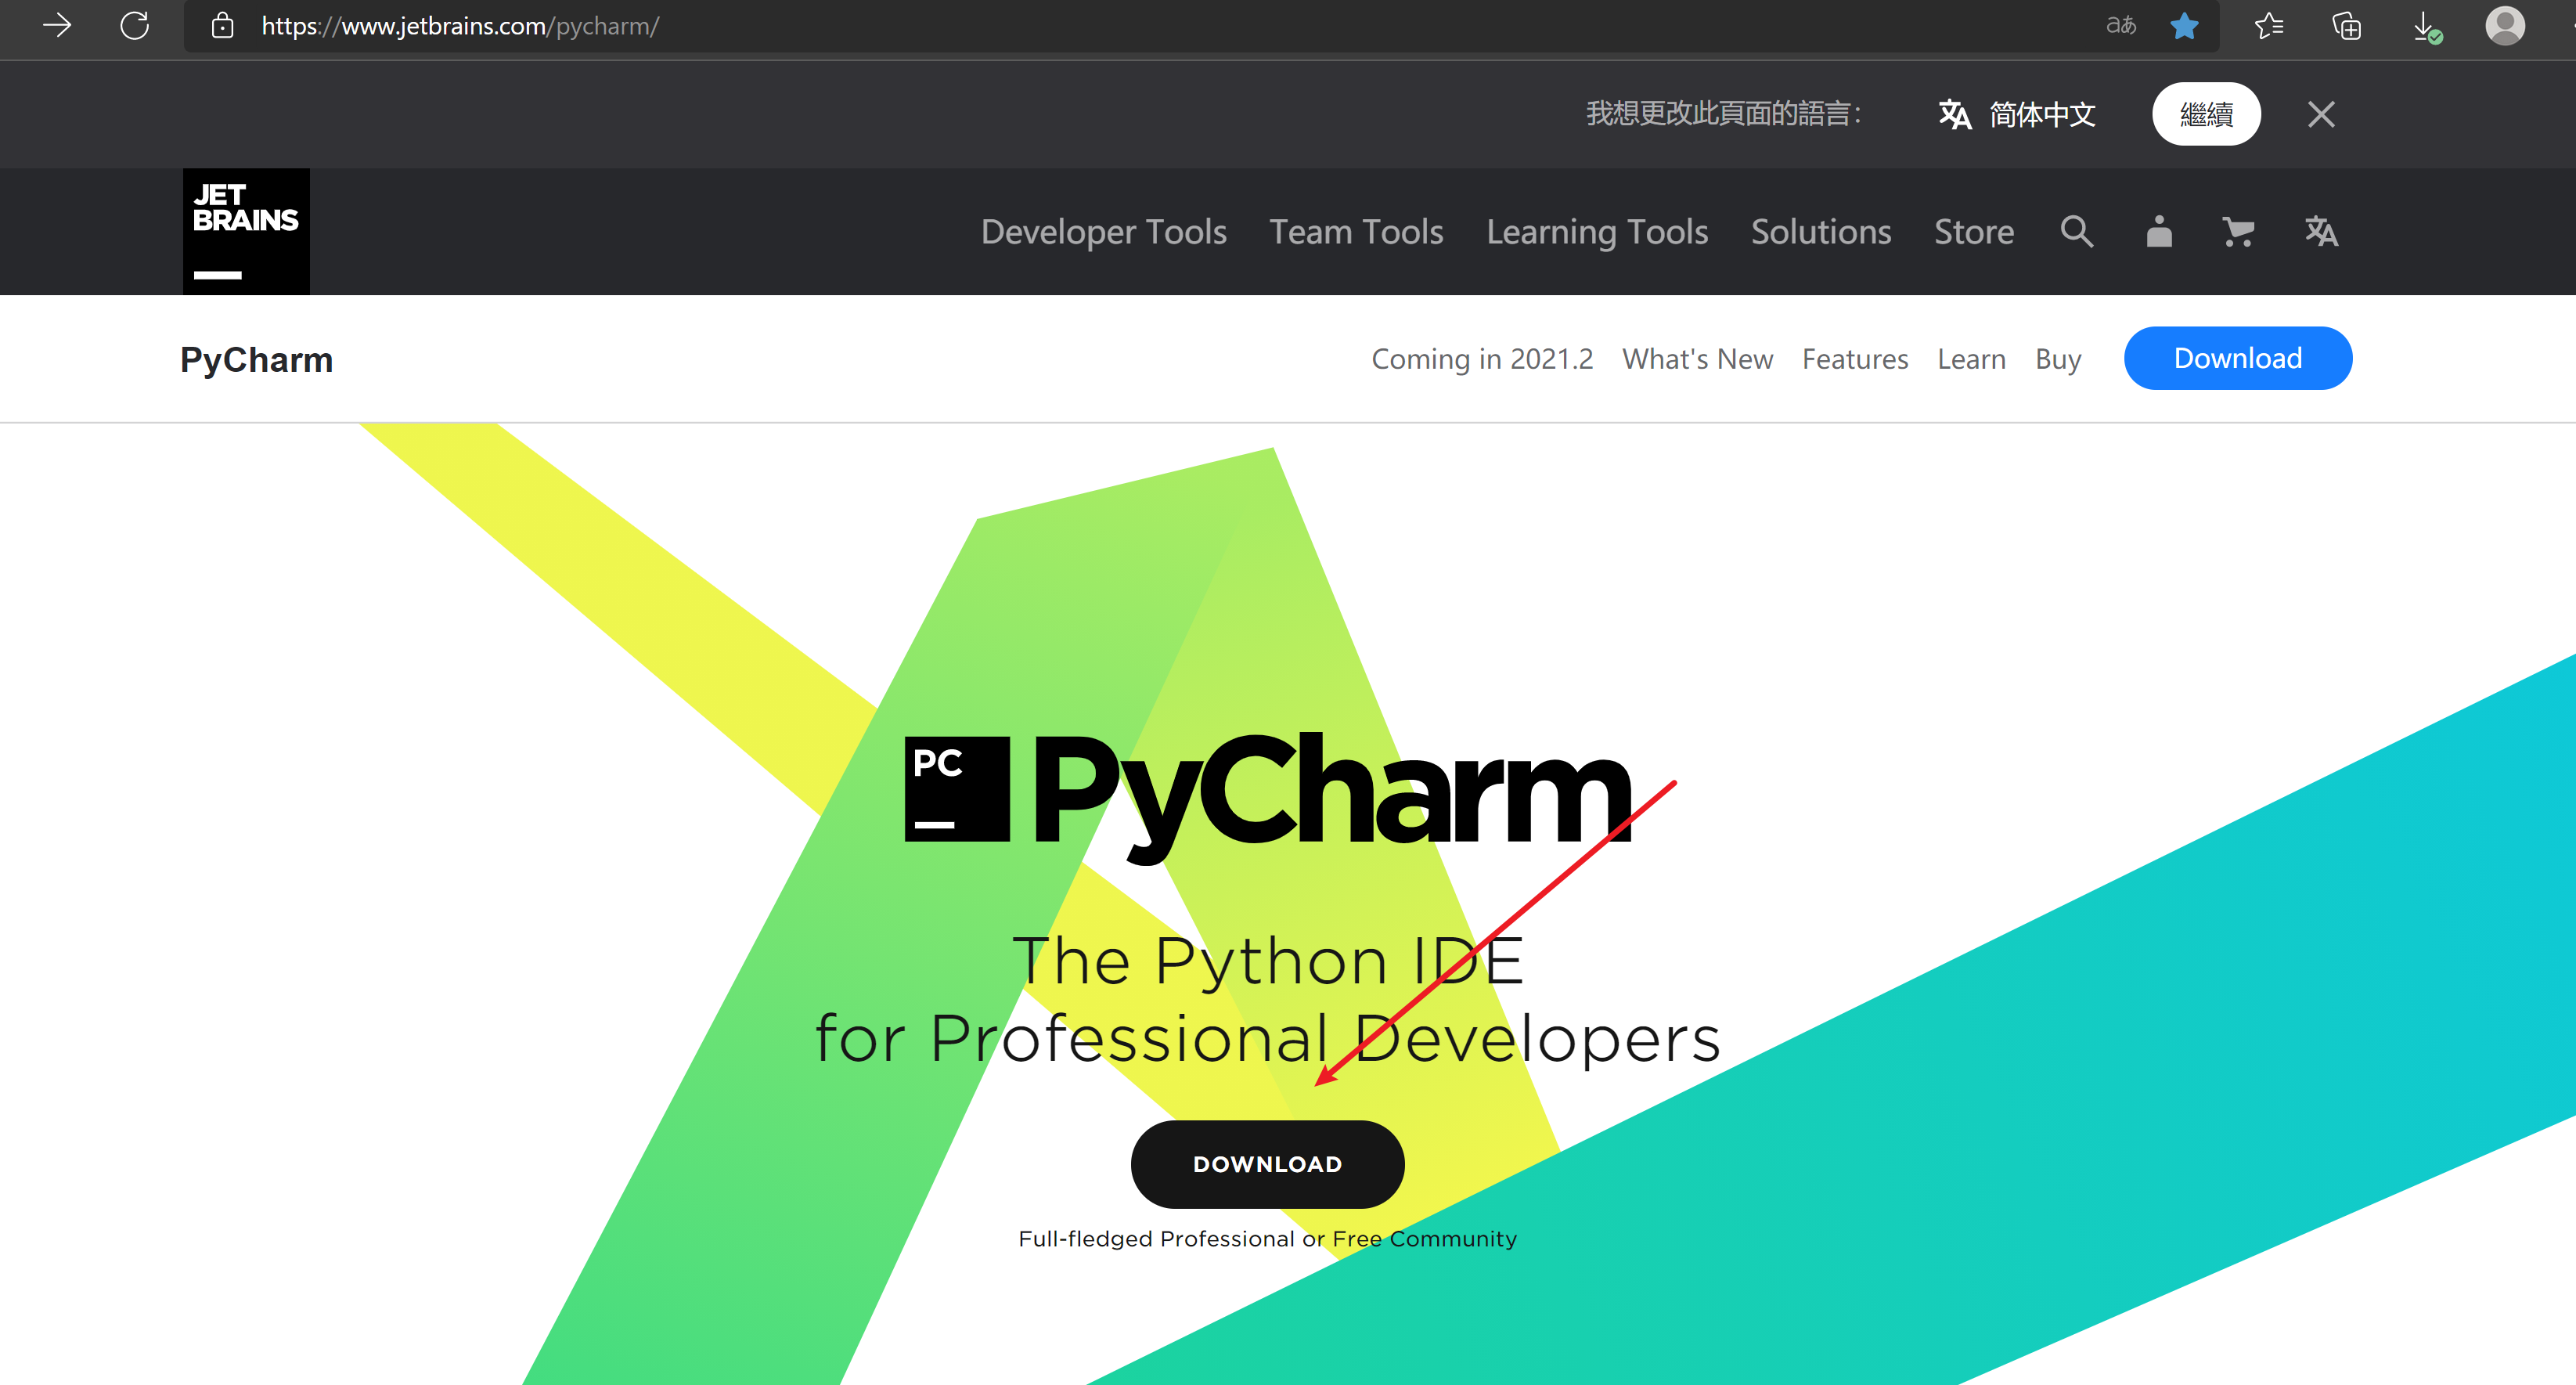 https://www.jetbrains.com/pycharm/
aあ
我想更改此頁面的語言：
简体中文
繼續
JET
BRAINS
Developer Tools Team Tools Learning Tools Solutions Store
PyCharm
Coming in 2021.2 What's New Features Learn Buy Download
PC
PyCharm
The Python IDE
for Professional Developers
DOWNLOAD
Full-fledged Professional or Free Community